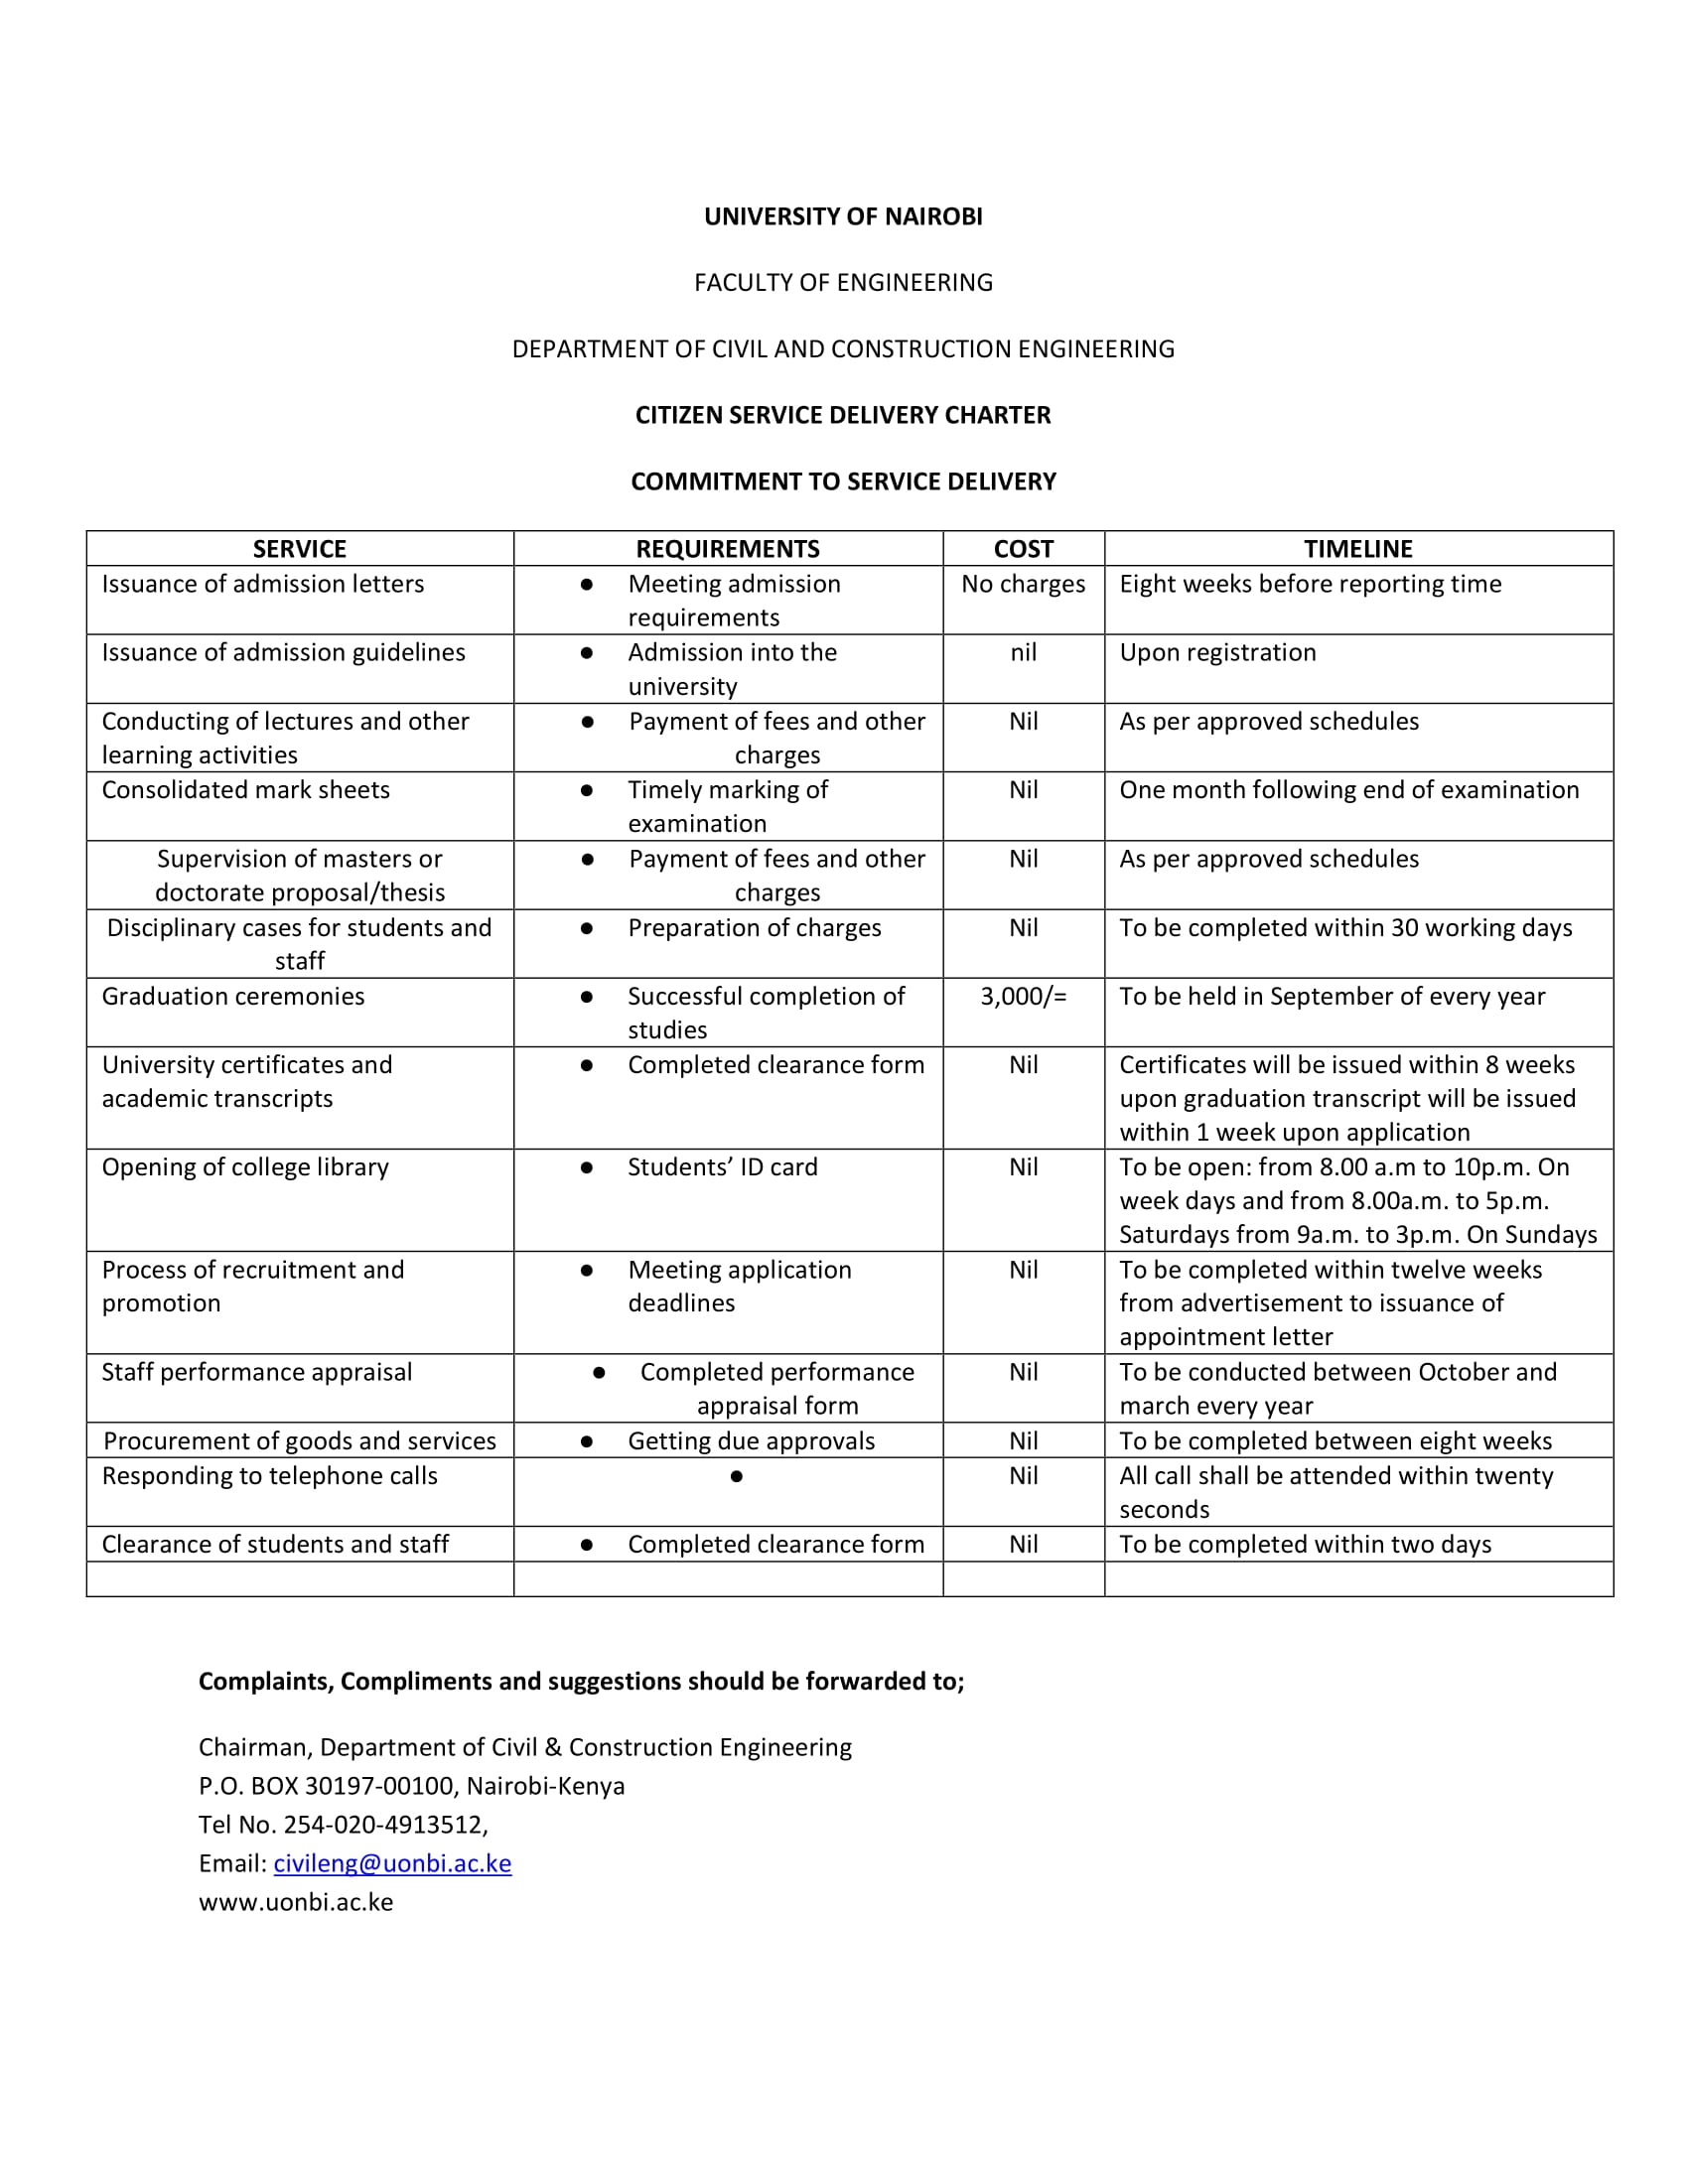 UNIVERSITY OF NAIROBI
FACULTY OF ENGINEERING
DEPARTMENT OF CIVIL AND CONSTRUCTION ENGINEERING
CITIZEN SERVICE DELIVERY CHARTER
COMMITMENT TO SERVICE DELIVERY
SERVICE REQUIREMENTS COST TIMELINE
Issuance of admission letters ● Meeting admission No charges Eight weeks before reporting time
requirements
Issuance of admission guidelines ● Admission into the nil Upon registration
university
Conducting of lectures and other ● Payment of fees and other Nil As per approved schedules
learning activities charges
Consolidated mark sheets ● Timely marking of Nil One month following end of examination
examination
Supervision of masters or ● Payment of fees and other Nil As per approved schedules
doctorate proposal/thesis charges
Disciplinary cases for students and ● Preparation of charges Nil To be completed within 30 working days
staff
Graduation ceremonies ● Successful completion of 3,000/= To be held in September of every year
studies
University certificates and ● Completed clearance form Nil Certificates will be issued within 8 weeks
academic transcripts upon graduation transcript will be issued
within 1 week upon application
Opening of college library ● Students’ ID card Nil To be open: from 8.00 a.m to 10p.m. On
week days and from 8.00a.m. to 5p.m.
Saturdays from 9a.m. to 3p.m. On Sundays
Process of recruitment and ● Meeting application Nil To be completed within twelve weeks
promotion deadlines from advertisement to issuance of
appointment letter
Staff performance appraisal ● Completed performance Nil To be conducted between October and
appraisal form march every year
Procurement of goods and services ● Getting due approvals Nil To be completed between eight weeks
Responding to telephone calls ● Nil All call shall be attended within twenty
seconds
Clearance of students and staff ● Completed clearance form Nil To be completed within two days
Complaints, Compliments and suggestions should be forwarded to;
Chairman, Department of Civil & Construction Engineering
P.O. BOX 30197-00100, Nairobi-Kenya
Tel No. 254-020-4913512,
Email: civileng@uonbi.ac.ke
www.uonbi.ac.ke